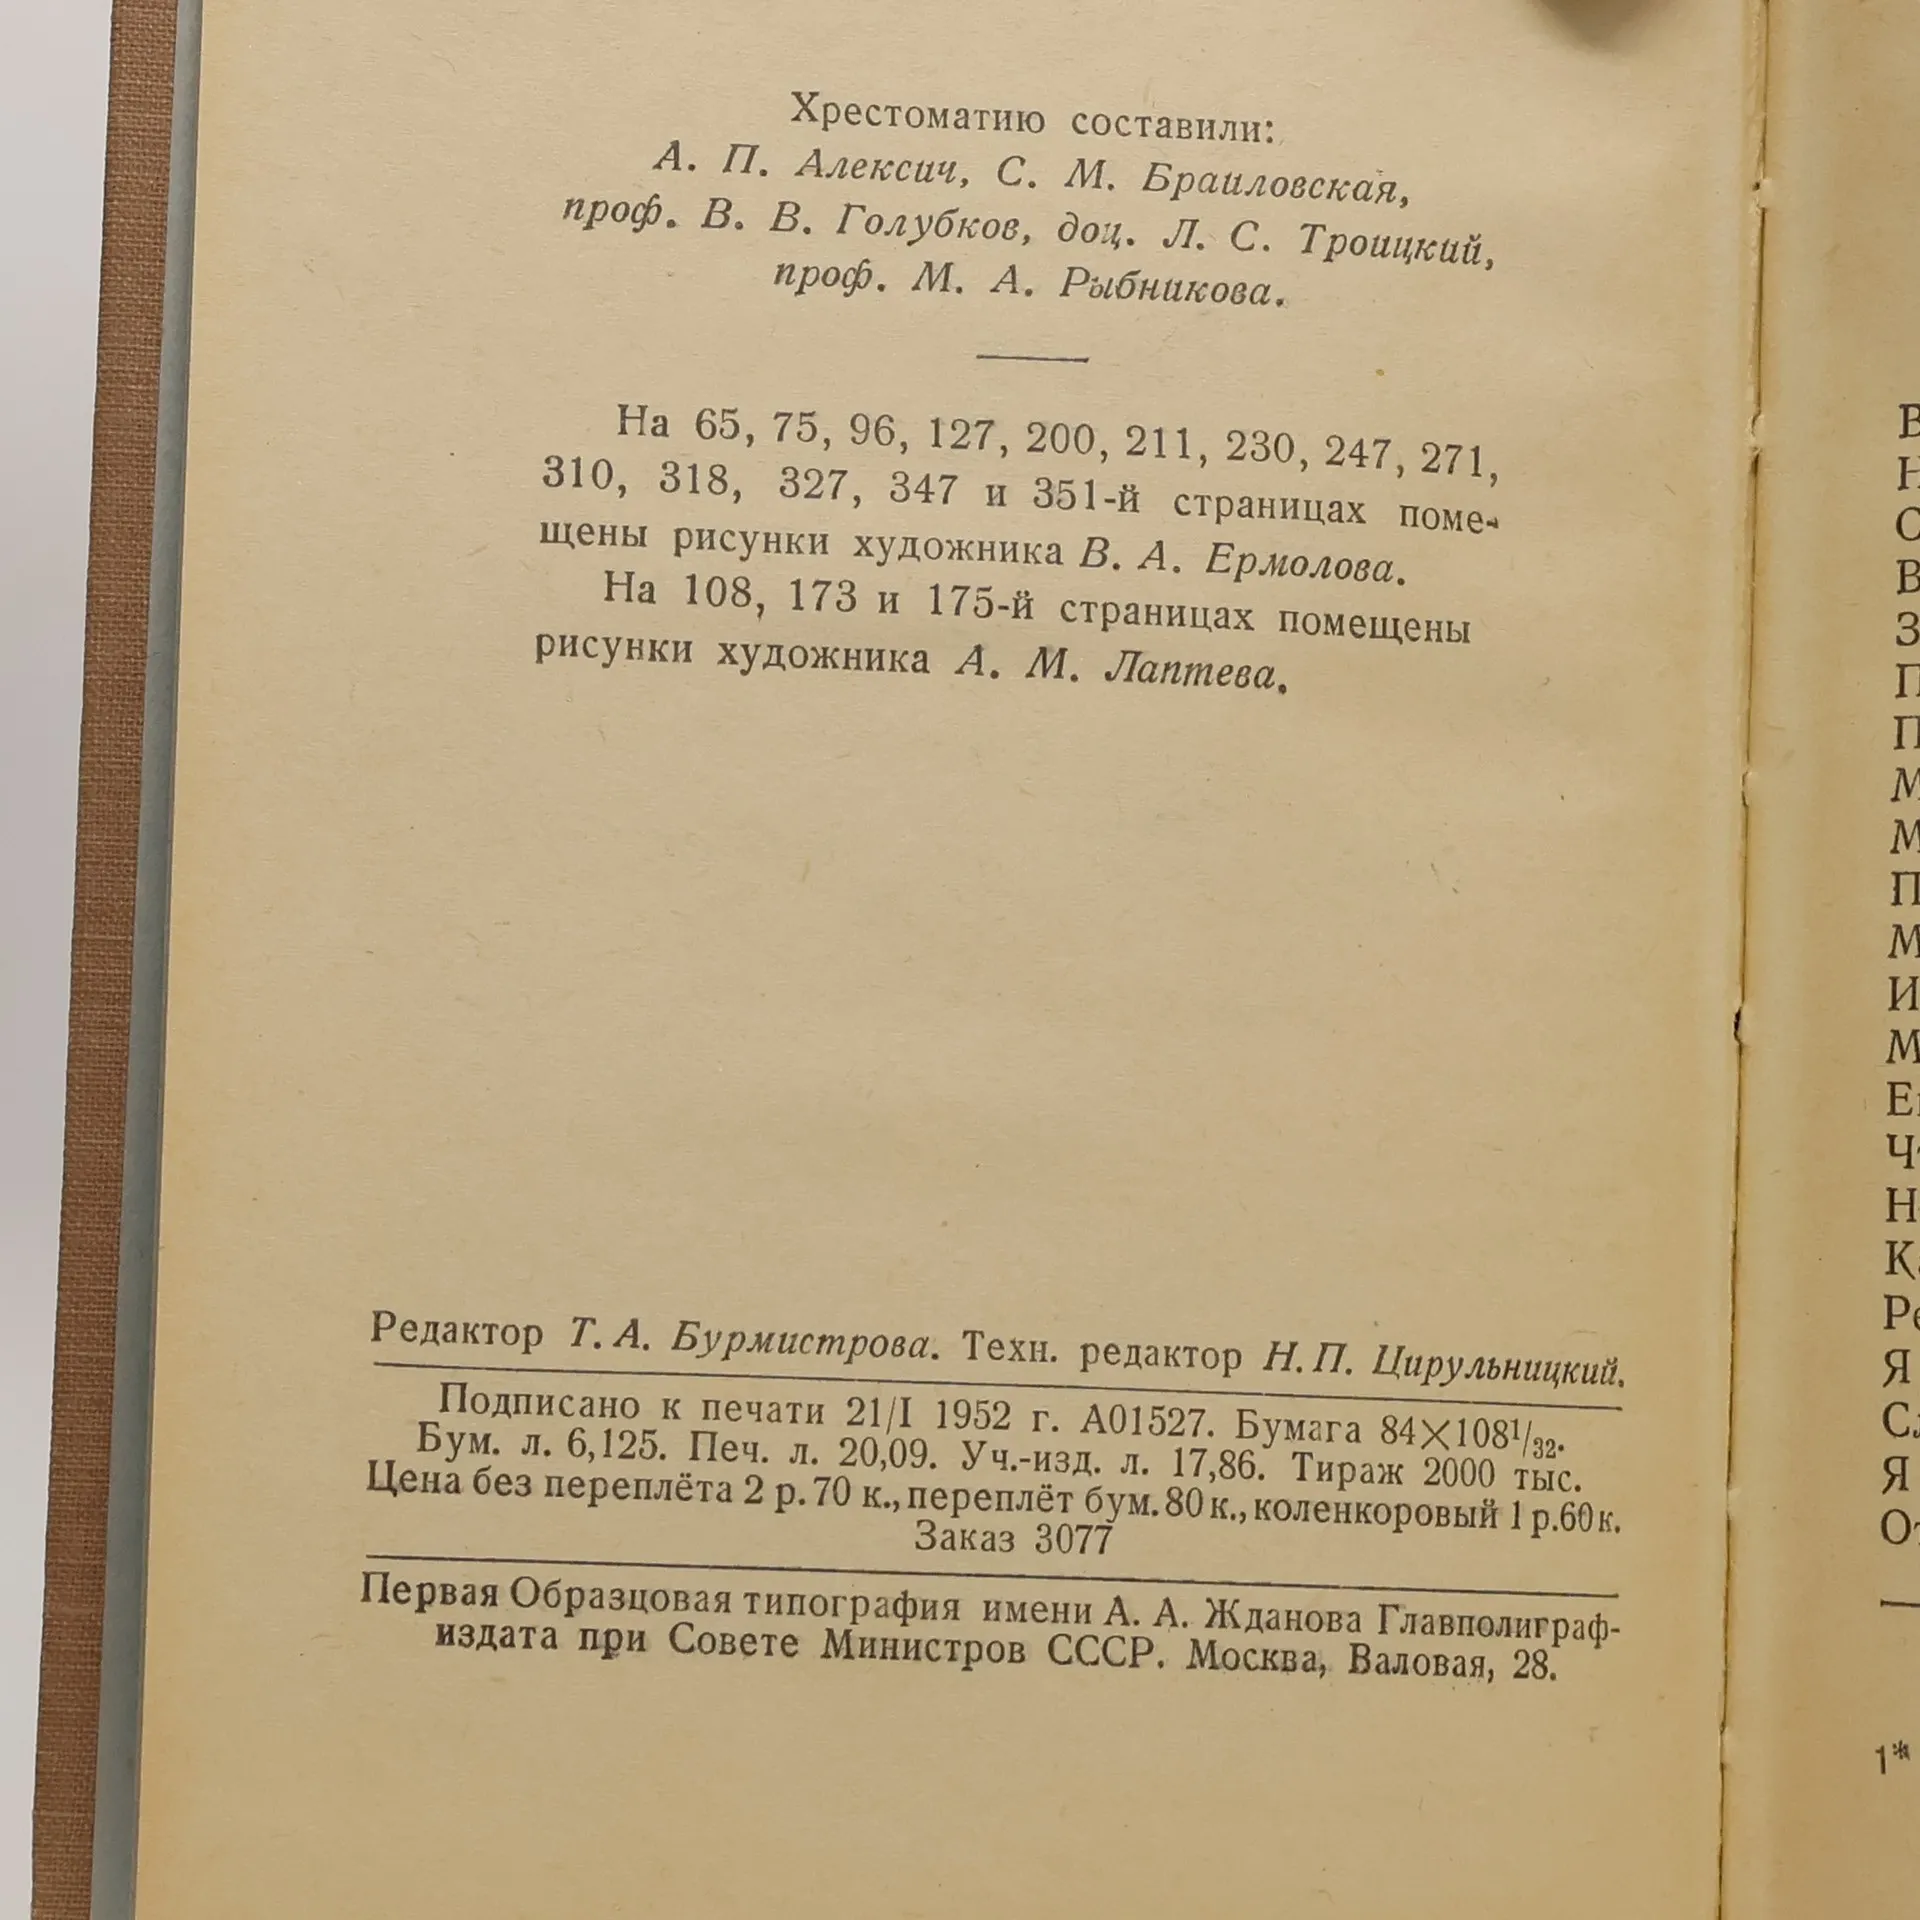 Хрестоматию составили:
А. П. Алексич, С. М. Браиловская,
проф. В. В. Голубков, доц. Л. С. Троицкий,
проф. М. А. Рыбникова.
На 65, 75, 96, 127, 200, 211, 230, 247, 271,
310, 318, 327, 347 и 351-й страницах поме-
щены рисунки художника В. А. Ермолова.
На 108, 173 и 175-й страницах помещены
рисунки художника А. М. Лаптева.
Редактор Т. А. Бурмистрова. Техн. редактор Н. П. Цирульницкий.
Подписано к печати 21/I 1952 г. А01527. Бумага 84×108¹/₃₂.
Бум. л. 6,125. Печ. л. 20,09. Уч.-изд. л. 17,86. Тираж 2000 тыс.
Цена без переплёта 2 р. 70 к., переплёт бум. 80 к., коленкоровый 1 р. 60 к.
Заказ 3077
Первая Образцовая типография имени А. А. Жданова Главполиграф-
издата при Совете Министров СССР. Москва, Валовая, 28.
1*